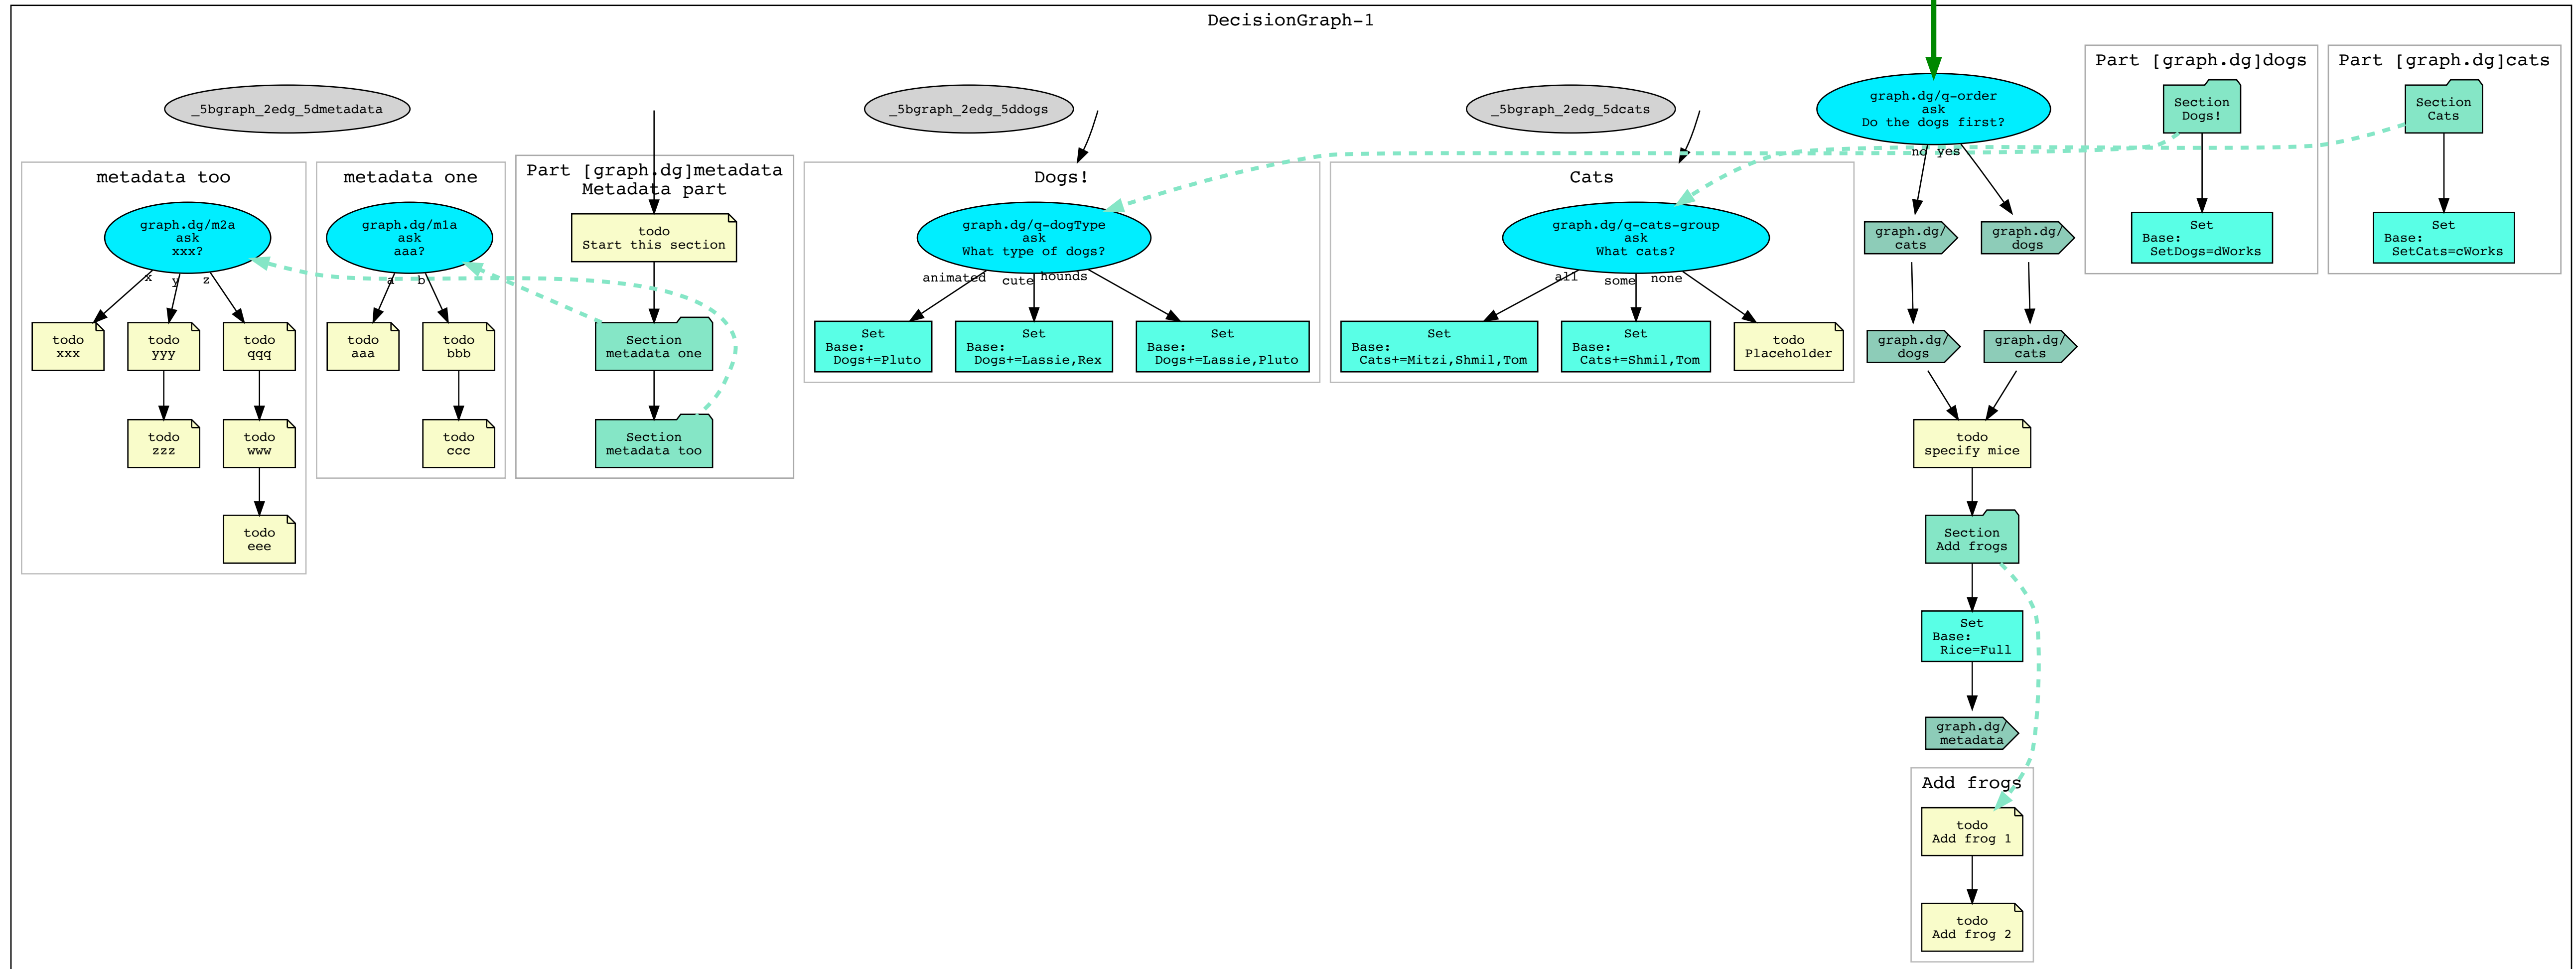 DecisionGraph-1
_5bgraph_2edg_5dmetadata
_5bgraph_2edg_5ddogs
_5bgraph_2edg_5dcats
graph.dg/q-order
ask
Do the dogs first?
no
yes
Part [graph.dg]dogs
Section
Dogs!
Set
Base:
SetDogs=dWorks
Part [graph.dg]cats
Section
Cats
Set
Base:
SetCats=cWorks
metadata too
graph.dg/m2a
ask
xxx?
x
y
z
todo
xxx
todo
yyy
todo
qqq
todo
zzz
todo
www
todo
eee
metadata one
graph.dg/m1a
ask
aaa?
a
b
todo
aaa
todo
bbb
todo
ccc
Part [graph.dg]metadata
Metadata part
todo
Start this section
Section
metadata one
Section
metadata too
Dogs!
graph.dg/q-dogType
ask
What type of dogs?
animated
cute
hounds
Set
Base:
Dogs+=Pluto
Set
Base:
Dogs+=Lassie,Rex
Set
Base:
Dogs+=Lassie,Pluto
Cats
graph.dg/q-cats-group
ask
What cats?
all
some
none
Set
Base:
Cats+=Mitzi,Shmil,Tom
Set
Base:
Cats+=Shmil,Tom
todo
Placeholder
graph.dg/
cats
graph.dg/
dogs
graph.dg/
dogs
graph.dg/
cats
todo
specify mice
Section
Add frogs
Set
Base:
Rice=Full
graph.dg/
metadata
Add frogs
todo
Add frog 1
todo
Add frog 2